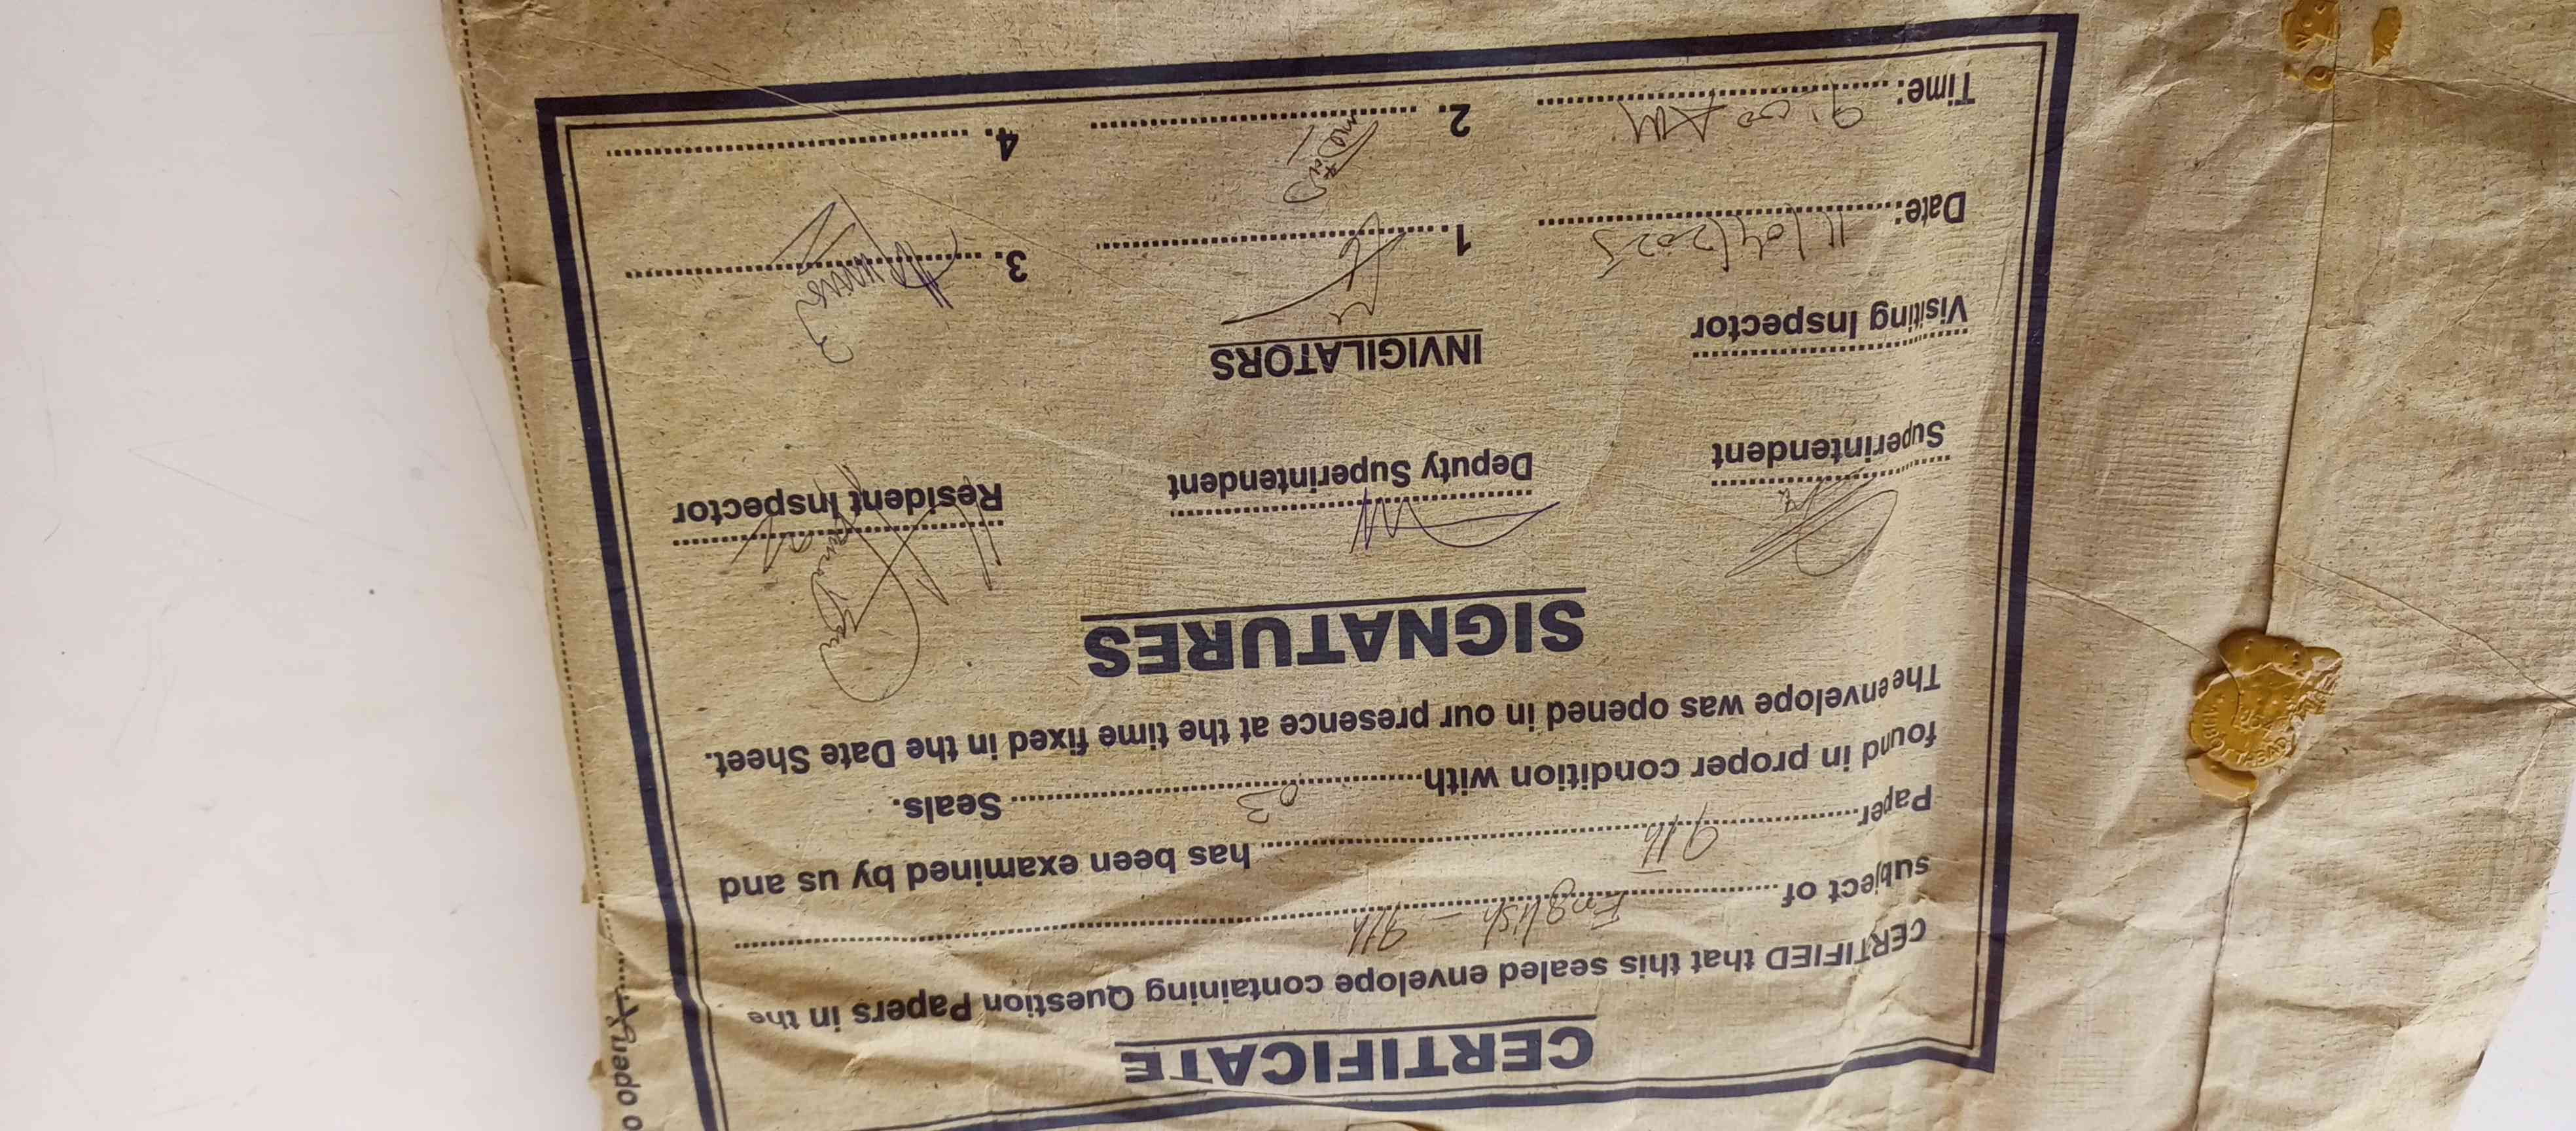 CERTIFICATE
CERTIFIED that this sealed envelope containing Question Papers in the
subject of English - 9th
Paper 9th has been examined by us and
found in proper condition with 03 Seals.
The envelope was opened in our presence at the time fixed in the Date Sheet.
SIGNATURES
Superintendent Deputy Superintendent Resident Inspector
Visiting Inspector INVIGILATORS
Date: 11/04/2025 1. 3.
Time: 9:00 AM 2. 4.